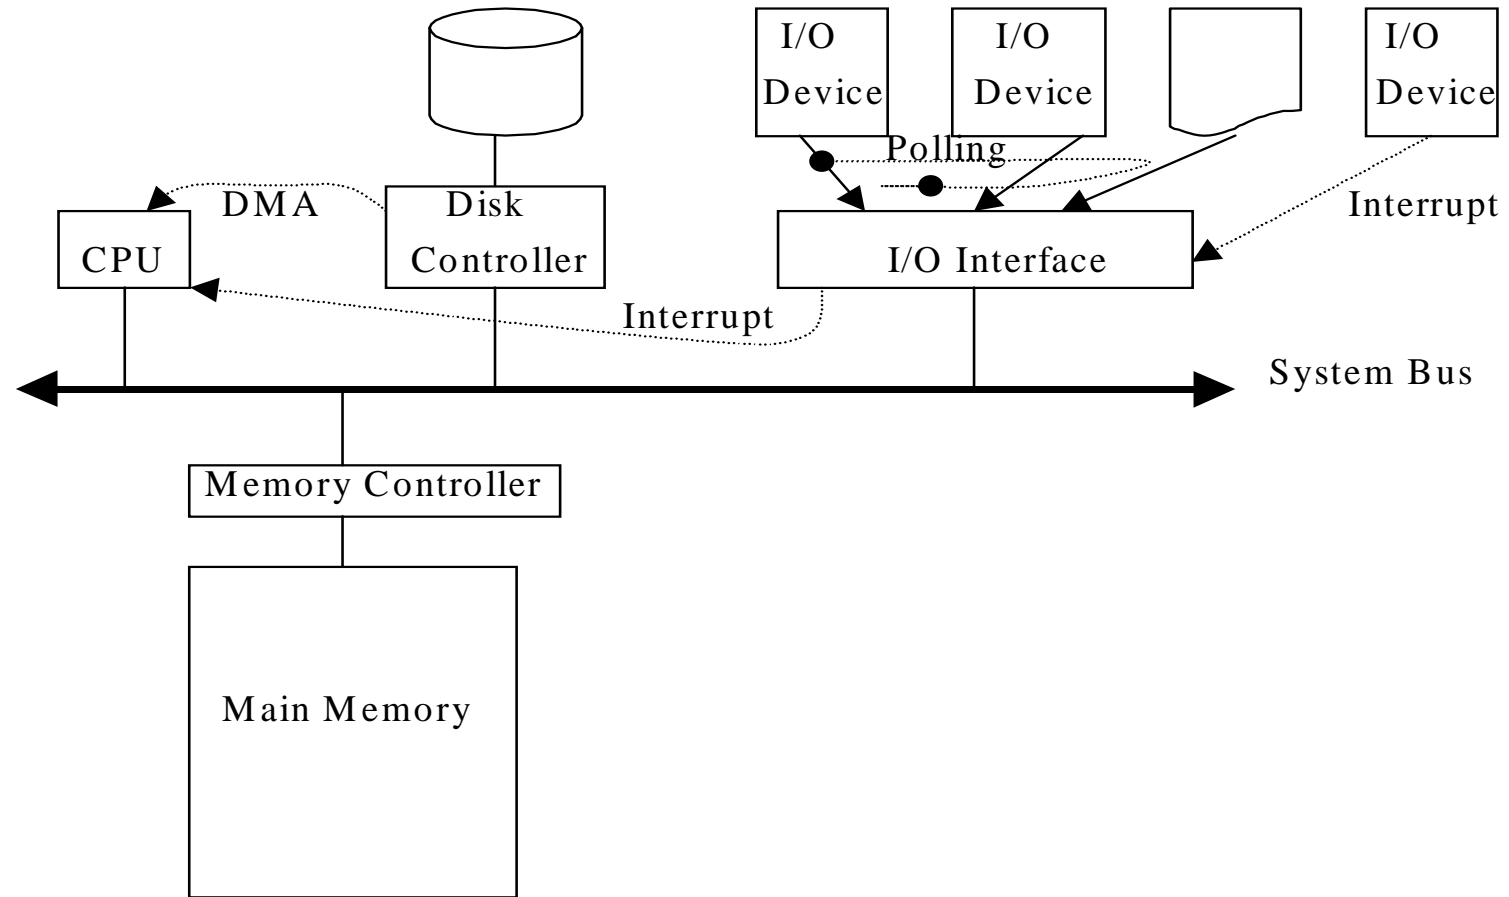 I/O
Device
I/O
Device
I/O
Device
Polling
DMA
Disk
Controller
CPU
I/O Interface
Interrupt
Interrupt
System Bus
Memory Controller
Main Memory